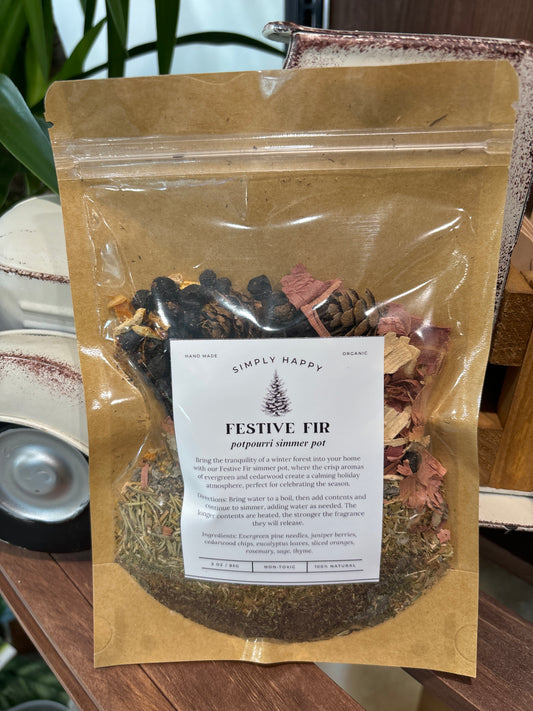 HAND MADE
ORGANIC
SIMPLY HAPPY
FESTIVE FIR
potpourri simmer pot
Bring the tranquility of a winter forest into your home
with our Festive Fir simmer pot, where the crisp aromas
of evergreen and cedarwood create a calming holiday
atmosphere, perfect for celebrating the season.
Directions: Bring water to a boil, then add contents and
continue to simmer, adding water as needed. The
longer contents are heated, the stronger the fragrance
they will release.
Ingredients: Evergreen pine needles, juniper berries,
cedarwood chips, eucalyptus leaves, sliced oranges,
rosemary, sage, thyme.
3 OZ / 85G
NON-TOXIC
100% NATURAL